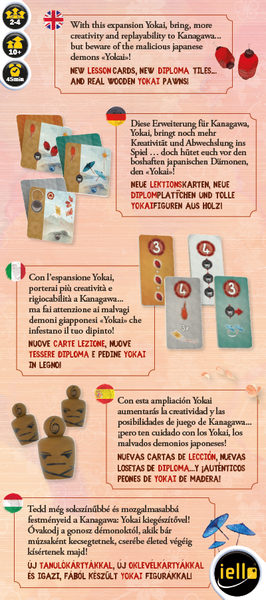 2-4
10+
45min
With this expansion Yokai, bring, more
creativity and replayability to Kanagawa...
but beware of the malicious japanese
demons «Yokai»!
NEW LESSON CARDS, NEW DIPLOMA TILES...
AND REAL WOODEN YOKAI PAWNS!
Diese Erweiterung für Kanagawa,
Yokai, bringt noch mehr
Kreativität und Abwechslung ins
Spiel ... doch hütet euch vor den
boshaften japanischen Dämonen,
den «Yokai»!
NEUE LEKTIONSKARTEN, NEUE
DIPLOMPLÄTTCHEN UND TOLLE
YOKAIFIGUREN AUS HOLZ!
3
4
4
3
Con l'espansione Yokai,
porterai più creatività e
rigiocabilità a Kanagawa...
ma fai attenzione ai malvagi
demoni giapponesi «Yokai» che
infestano il tuo dipinto!
NUOVE CARTE LEZIONE, NUOVE
TESSERE DIPLOMA E PEDINE YOKAI
IN LEGNO!
Con esta ampliación Yokai
aumentarás la creatividad y las
posibilidades de juego de Kanagawa...
¡pero ten cuidado con los Yokai, los
malvados demonios japoneses!
NUEVAS CARTAS DE LECCIÓN, NUEVAS
LOSETAS DE DIPLOMA...Y ¡AUTÉNTICOS
PEONES DE YOKAI DE MADERA!
Tedd még sokszínűbbé és mozgalmasabbá
festményeid a Kanagawa: Yokai kiegészítővel!
Óvakodj a gonosz démonoktól, akik bár
múzsaként kecsegtetnek, cserébe életed végéig
kísértenek majd!
ÚJ TANULÓKÁRTYÁKKAL, ÚJ OKLEVÉLKÁRTYÁKKAL
ÉS IGAZI, FÁBÓL KÉSZÜLT YOKAI FIGURÁKKAL!
iello